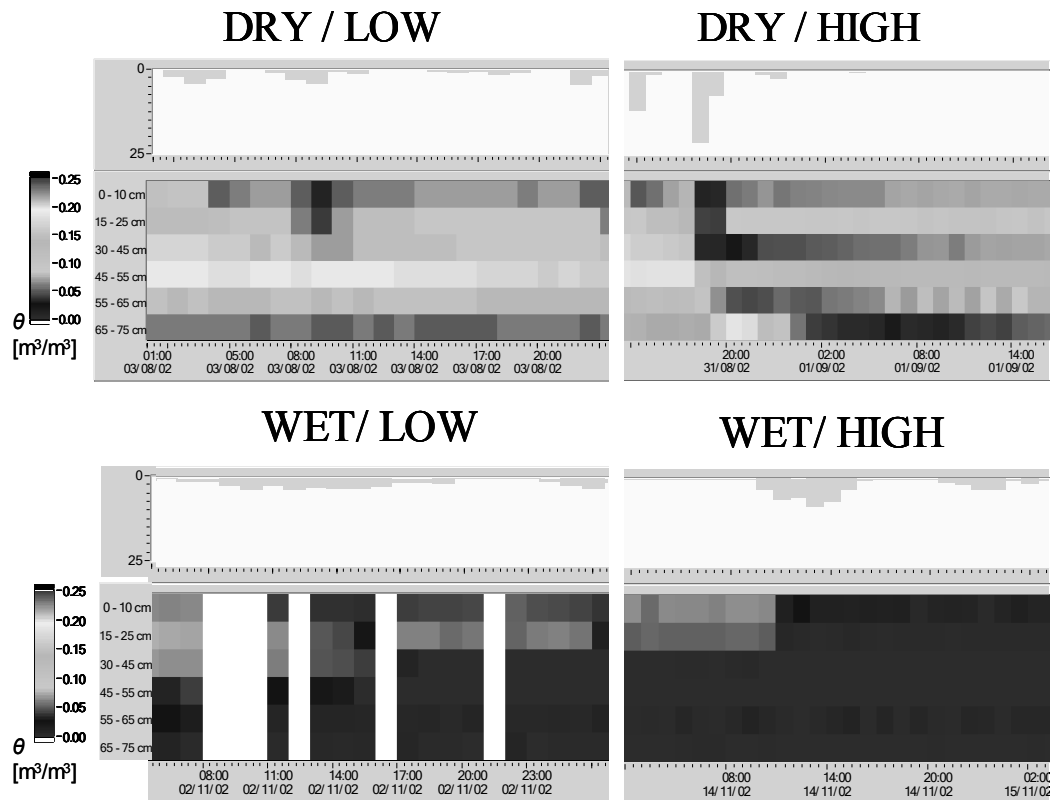 DRY / LOW
DRY / HIGH
0
25
0.25
0.20
0.15
0.10
0.05
0.00
θ
[m³/m³]
0 - 10 cm
15 - 25 cm
30 - 45 cm
45 - 55 cm
55 - 65 cm
65 - 75 cm
01:00 05:00 08:00 11:00 14:00 17:00 20:00
03/08/02 03/08/02 03/08/02 03/08/02 03/08/02 03/08/02 03/08/02
20:00 02:00 08:00 14:00
31/08/02 01/09/02 01/09/02 01/09/02
WET/ LOW
WET/ HIGH
0
25
0.25
0.20
0.15
0.10
0.05
0.00
θ
[m³/m³]
0 - 10 cm
15 - 25 cm
30 - 45 cm
45 - 55 cm
55 - 65 cm
65 - 75 cm
08:00 11:00 14:00 17:00 20:00 23:00
02/11/02 02/11/02 02/11/02 02/11/02 02/11/02 02/11/02
08:00 14:00 20:00 02:00
14/11/02 14/11/02 14/11/02 15/11/0